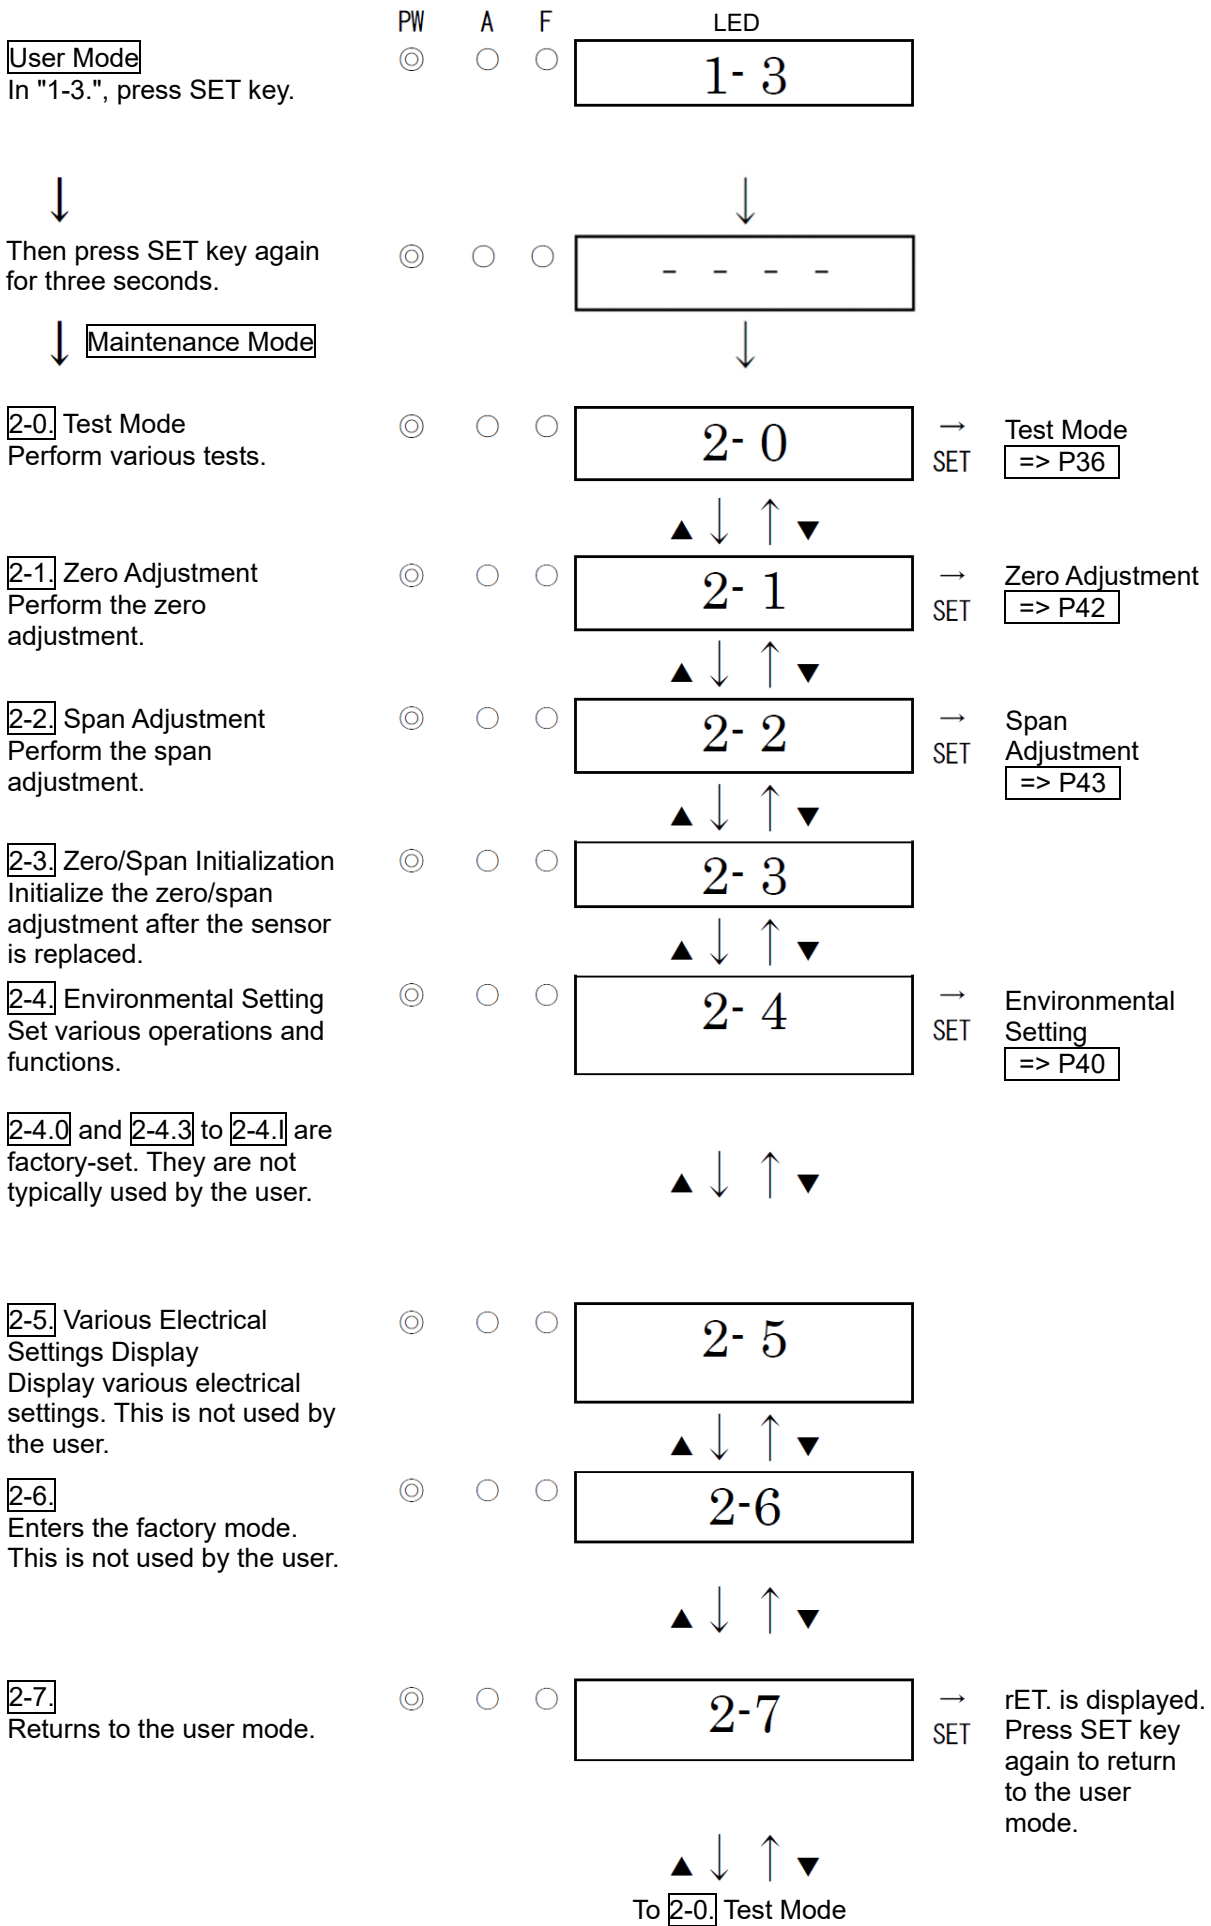 PW A F LED
User Mode
In "1-3.", press SET key.
◎ ○ ○ 1- 3
↓ ↓
Then press SET key again
for three seconds.
◎ ○ ○ - - - -
↓ Maintenance Mode ↓
2-0. Test Mode
Perform various tests.
◎ ○ ○ 2- 0
→
SET
Test Mode
=> P36
▲ ↓ ↑ ▼
2-1. Zero Adjustment
Perform the zero
adjustment.
◎ ○ ○ 2- 1
→
SET
Zero Adjustment
=> P42
▲ ↓ ↑ ▼
2-2. Span Adjustment
Perform the span
adjustment.
◎ ○ ○ 2- 2
→
SET
Span
Adjustment
=> P43
▲ ↓ ↑ ▼
2-3. Zero/Span Initialization
Initialize the zero/span
adjustment after the sensor
is replaced.
◎ ○ ○ 2- 3
▲ ↓ ↑ ▼
2-4. Environmental Setting
Set various operations and
functions.
◎ ○ ○ 2- 4
→
SET
Environmental
Setting
=> P40
2-4.0 and 2-4.3 to 2-4.I are
factory-set. They are not
typically used by the user.
▲ ↓ ↑ ▼
2-5. Various Electrical
Settings Display
Display various electrical
settings. This is not used by
the user.
◎ ○ ○ 2- 5
▲ ↓ ↑ ▼
2-6.
Enters the factory mode.
This is not used by the user.
◎ ○ ○ 2-6
▲ ↓ ↑ ▼
2-7.
Returns to the user mode.
◎ ○ ○ 2-7
→
SET
rET. is displayed.
Press SET key
again to return
to the user
mode.
▲ ↓ ↑ ▼
To 2-0. Test Mode